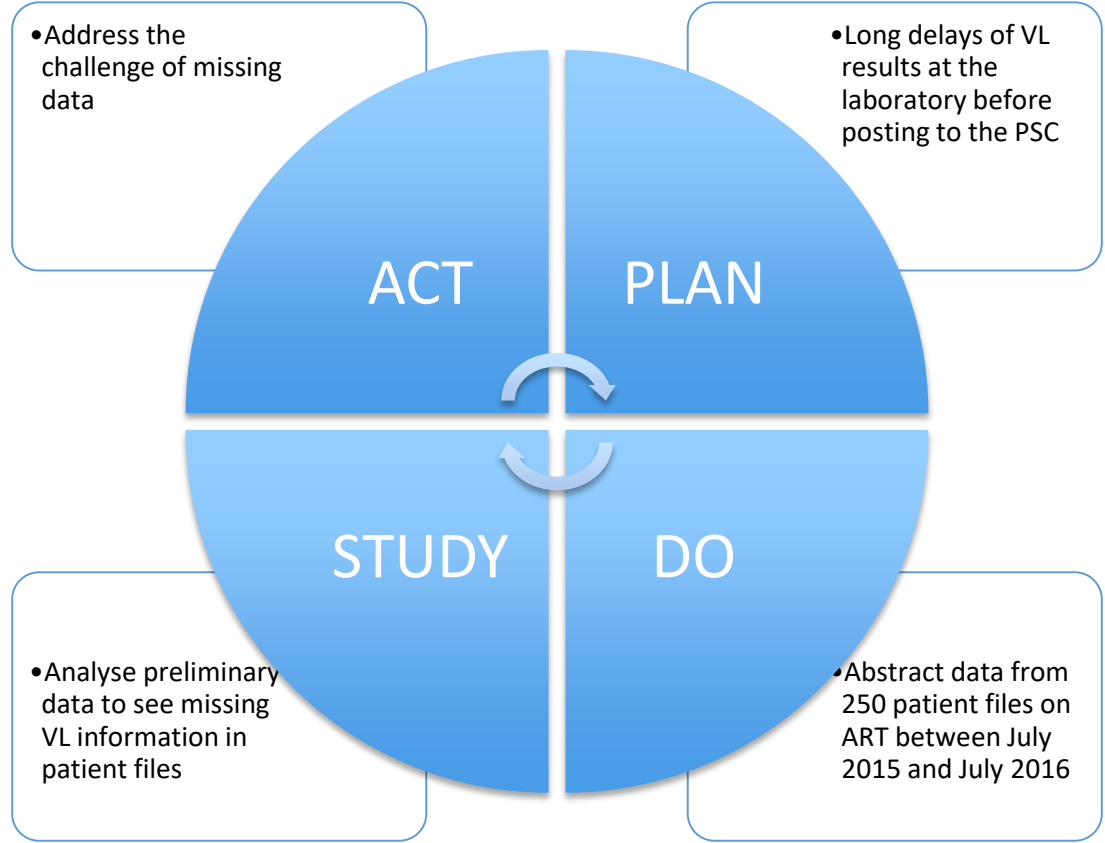 •Address the
challenge of missing
data
•Long delays of VL
results at the
laboratory before
posting to the PSC
ACT
PLAN
STUDY
DO
•Analyse preliminary
data to see missing
VL information in
patient files
•Abstract data from
250 patient files on
ART between July
2015 and July 2016